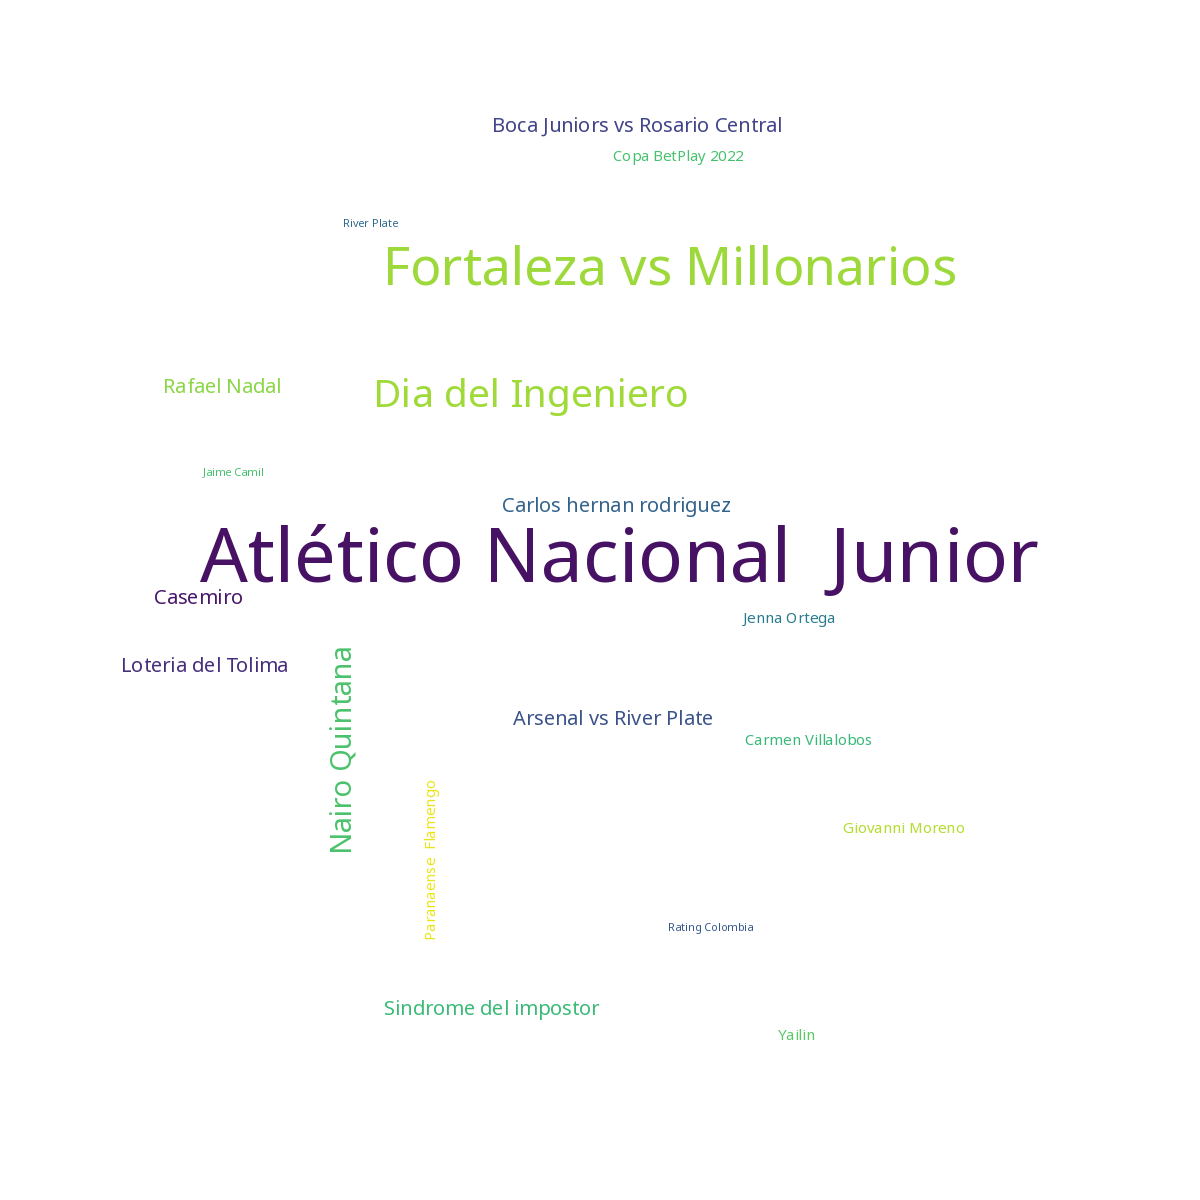 Boca Juniors vs Rosario Central
Copa BetPlay 2022
River Plate
Fortaleza vs Millonarios
Rafael Nadal
Dia del Ingeniero
Jaime Camil
Carlos hernan rodriguez
Atlético Nacional  Junior
Casemiro
Jenna Ortega
Loteria del Tolima
Nairo Quintana
Arsenal vs River Plate
Carmen Villalobos
Paranaense  Flamengo
Giovanni Moreno
Rating Colombia
Sindrome del impostor
Yailin